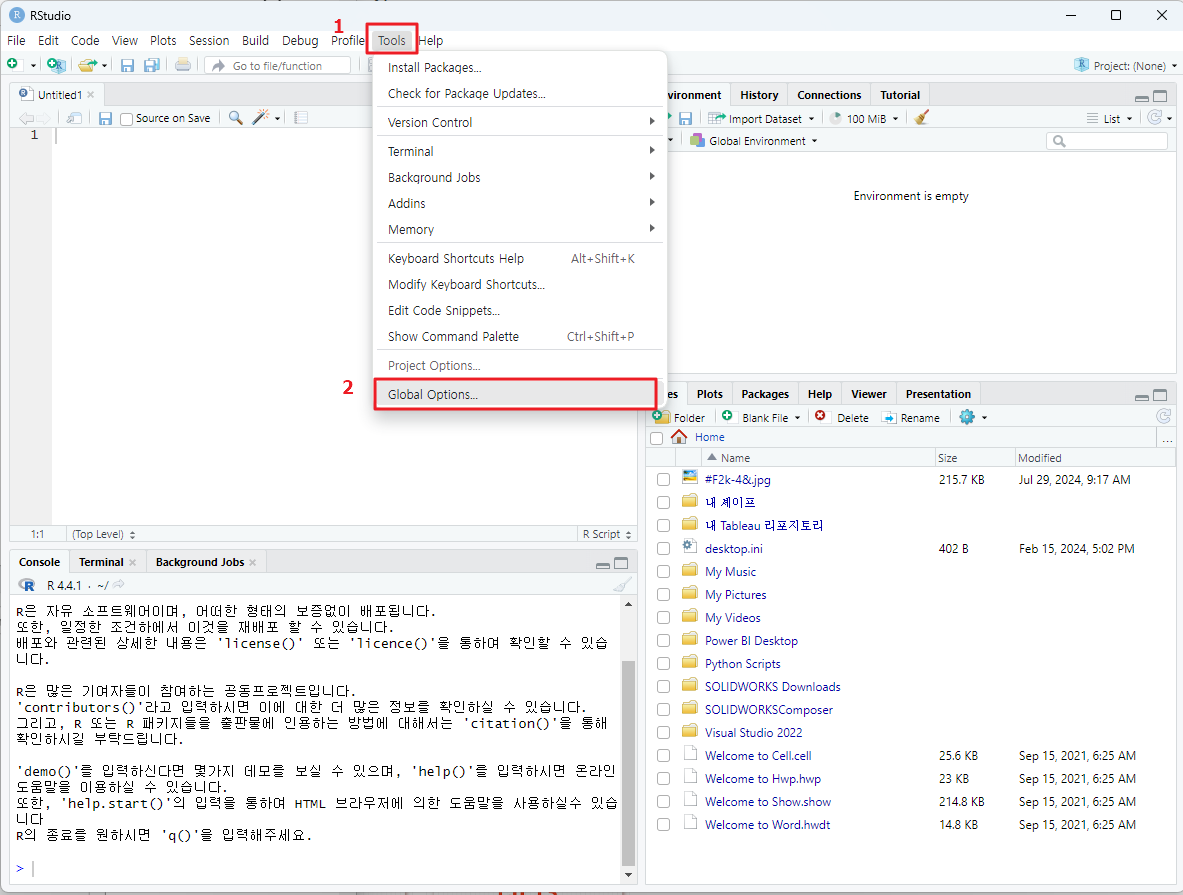 RStudio
1
File Edit Code View Plots Session Build Debug Profile Tools Help
Go to file/function
Project: (None)
Install Packages...
Check for Package Updates...
Version Control
Terminal
Background Jobs
Addins
Memory
Keyboard Shortcuts Help Alt+Shift+K
Modify Keyboard Shortcuts...
Edit Code Snippets...
Show Command Palette Ctrl+Shift+P
Project Options...
2
Global Options...
Untitled1
Source on Save
1
1:1 (Top Level) R Script
vironment History Connections Tutorial
Import Dataset 100 MiB List
Global Environment
Environment is empty
Console Terminal Background Jobs
R 4.4.1 · ~/
R은 자유 소프트웨어이며, 어떠한 형태의 보증없이 배포됩니다.
또한, 일정한 조건하에서 이것을 재배포 할 수 있습니다.
배포와 관련된 상세한 내용은 'license()' 또는 'licence()'을 통하여 확인할 수 있습
니다.
R은 많은 기여자들이 참여하는 공동프로젝트입니다.
'contributors()'라고 입력하시면 이에 대한 더 많은 정보를 확인하실 수 있습니다.
그리고, R 또는 R 패키지들을 출판물에 인용하는 방법에 대해서는 'citation()'을 통해
확인하시길 부탁드립니다.
'demo()'를 입력하신다면 몇가지 데모를 보실 수 있으며, 'help()'를 입력하시면 온라인
도움말을 이용하실 수 있습니다.
또한, 'help.start()'의 입력을 통하여 HTML 브라우저에 의한 도움말을 사용하실수 있습
니다
R의 종료를 원하시면 'q()'을 입력해주세요.
>
es Plots Packages Help Viewer Presentation
Folder Blank File Delete Rename
Home ...
Name Size Modified
#F2k-4&.jpg 215.7 KB Jul 29, 2024, 9:17 AM
내 셰이프
내 Tableau 리포지토리
desktop.ini 402 B Feb 15, 2024, 5:02 PM
My Music
My Pictures
My Videos
Power BI Desktop
Python Scripts
SOLIDWORKS Downloads
SOLIDWORKSComposer
Visual Studio 2022
Welcome to Cell.cell 25.6 KB Sep 15, 2021, 6:25 AM
Welcome to Hwp.hwp 23 KB Sep 15, 2021, 6:25 AM
Welcome to Show.show 214.8 KB Sep 15, 2021, 6:25 AM
Welcome to Word.hwdt 14.8 KB Sep 15, 2021, 6:25 AM